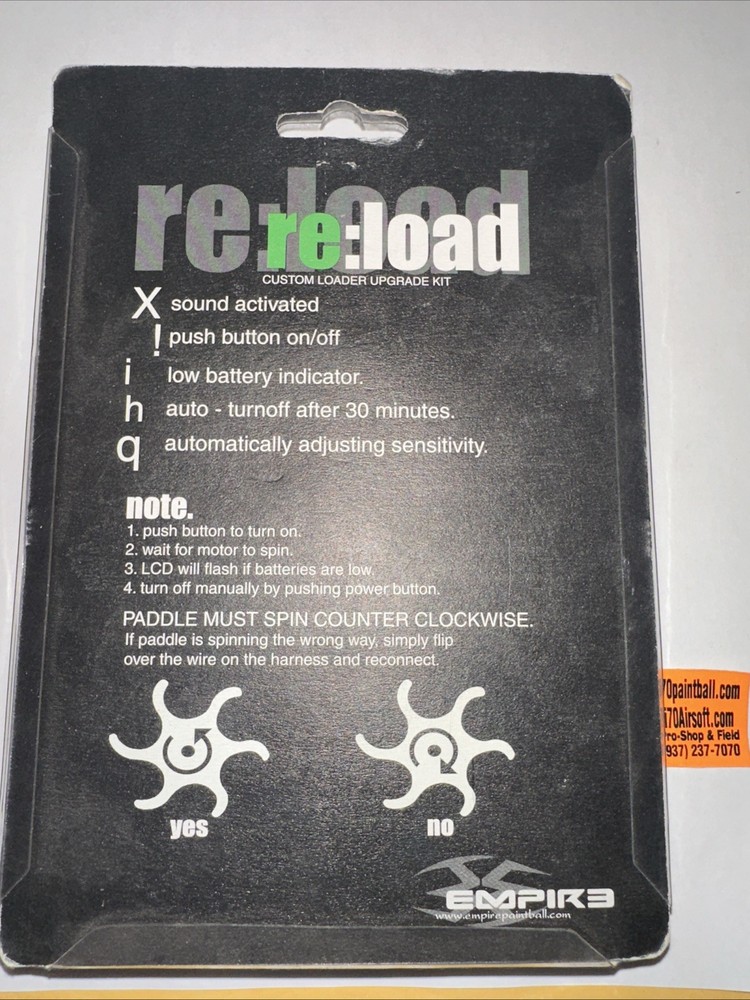 re:load
re:load
CUSTOM LOADER UPGRADE KIT
X sound activated
! push button on/off
i low battery indicator.
h auto - turnoff after 30 minutes.
q automatically adjusting sensitivity.
note.
1. push button to turn on.
2. wait for motor to spin.
3. LCD will flash if batteries are low.
4. turn off manually by pushing power button.
PADDLE MUST SPIN COUNTER CLOCKWISE.
If paddle is spinning the wrong way, simply flip
over the wire on the harness and reconnect.
yes
no
EMPIR3
www.empirepaintball.com
70paintball.com
i70Airsoft.com
ro-Shop & Field
937) 237-7070